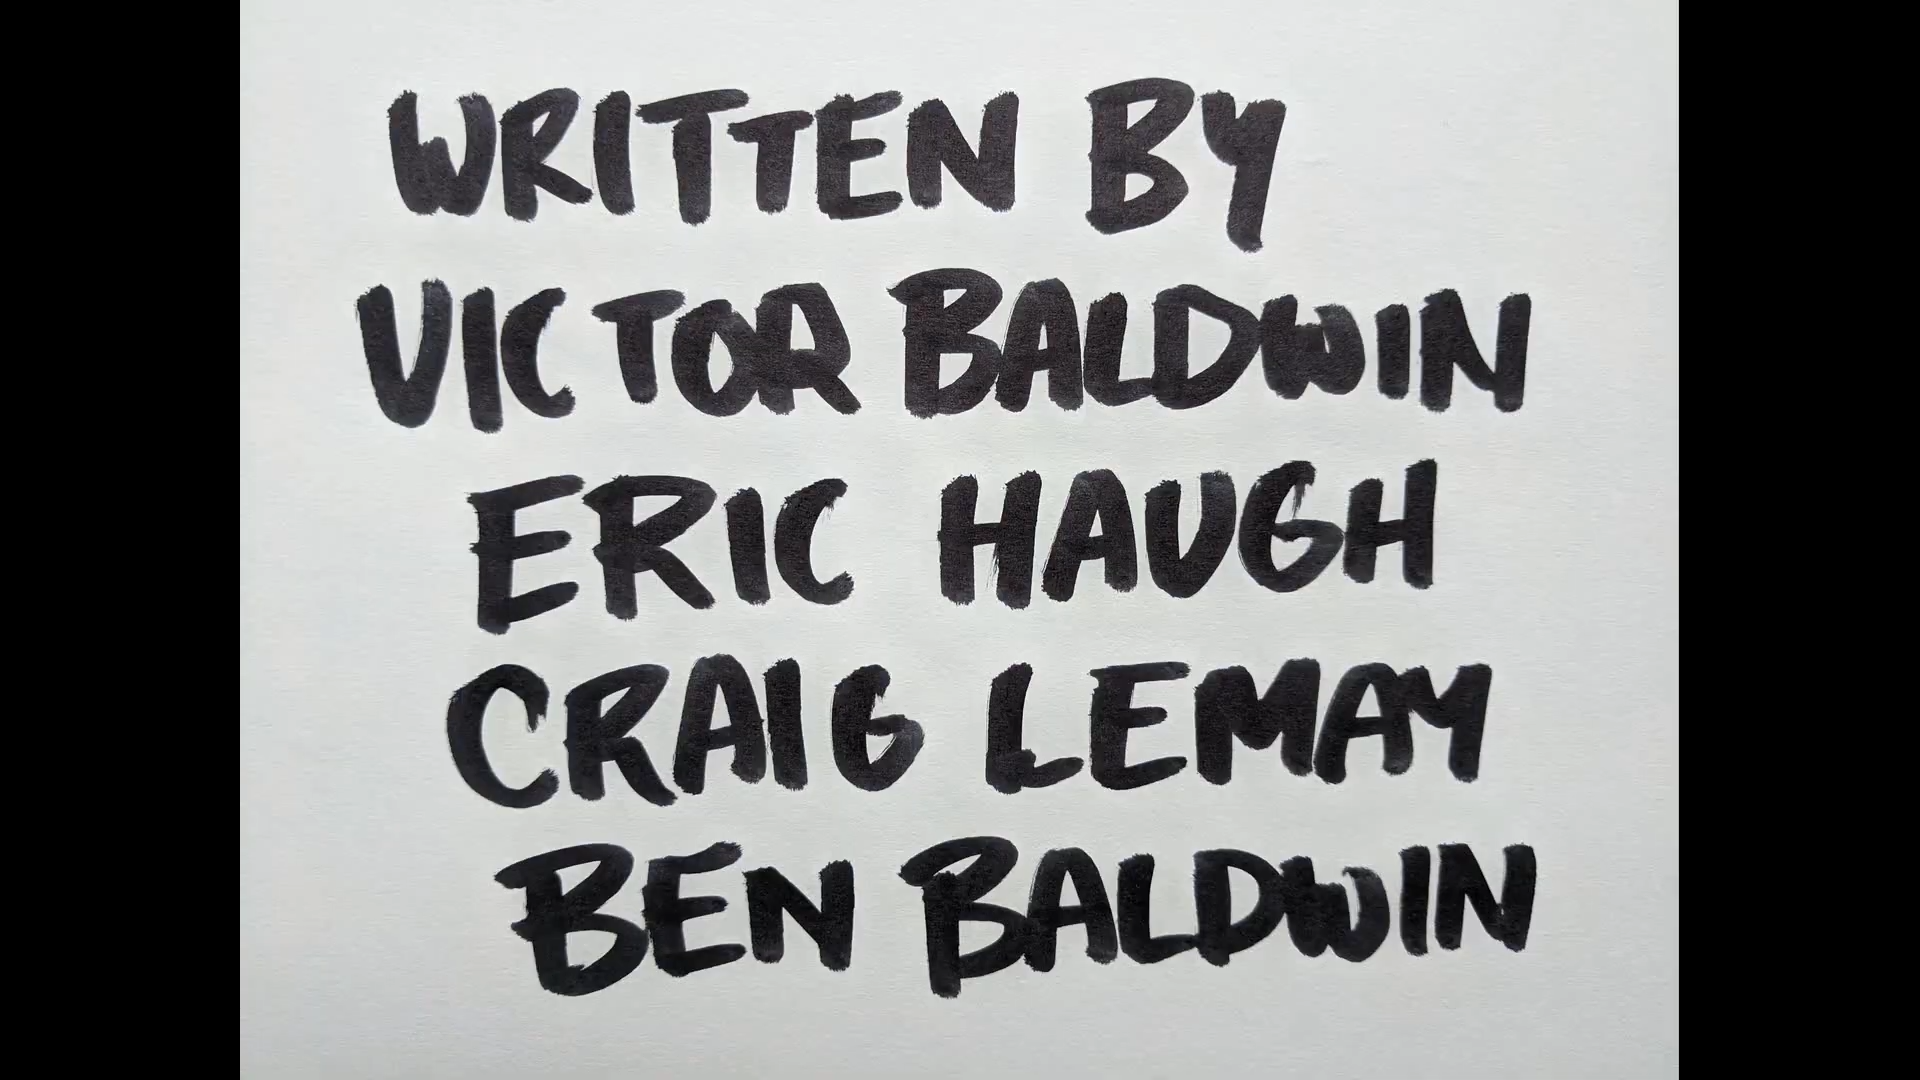 WRITTEN BY
VICTOR BALDWIN
ERIC HAUGH
CRAIG LEMAY
BEN BALDWIN